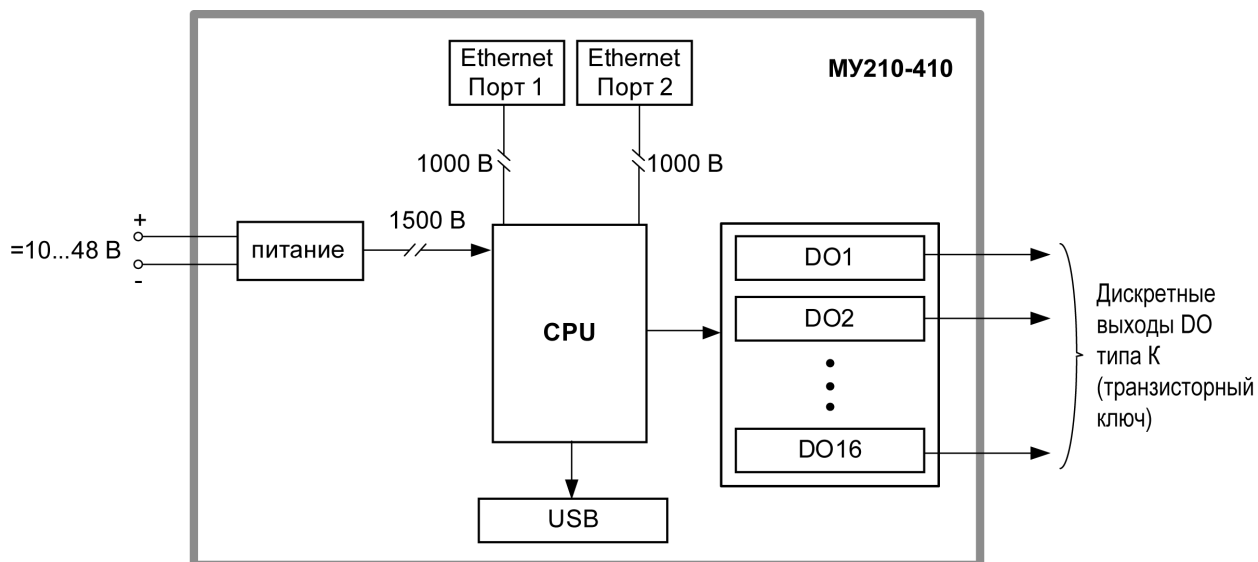 Ethernet
Порт 1
Ethernet
Порт 2
МУ210-410
1000 В
1000 В
1500 В
+
=10...48 В
-
питание
CPU
DO1
DO2
DO16
USB
Дискретные
выходы DO
типа К
(транзисторный
ключ)